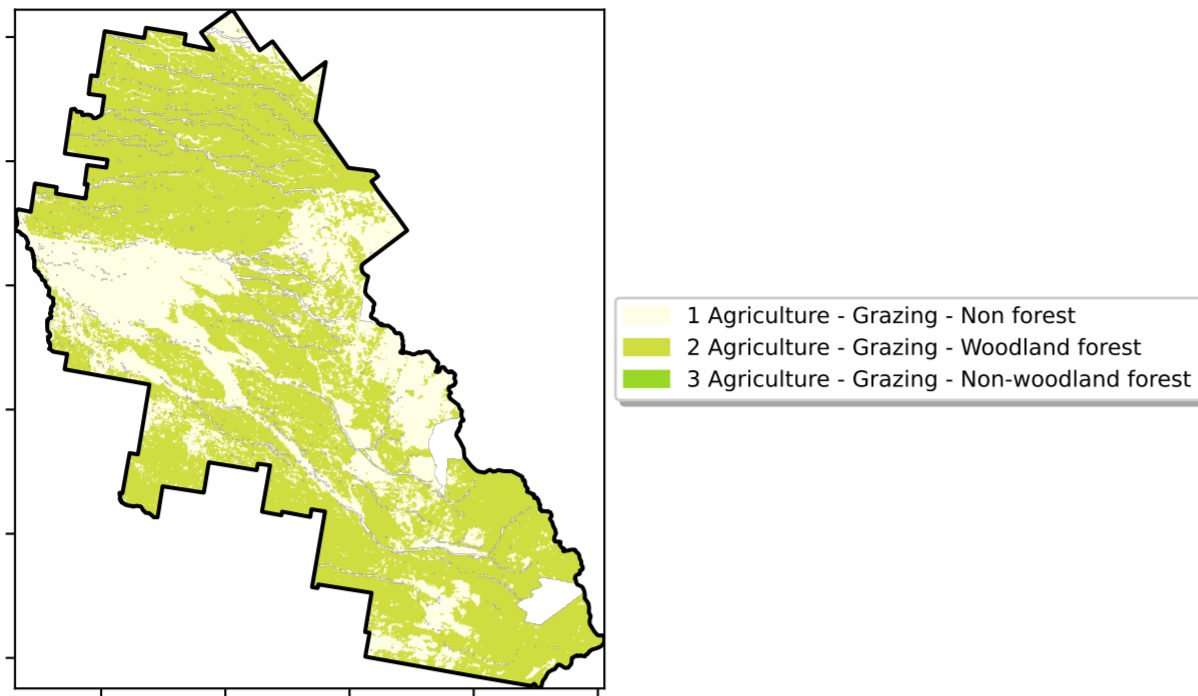 1 Agriculture - Grazing - Non forest
2 Agriculture - Grazing - Woodland forest
3 Agriculture - Grazing - Non-woodland forest